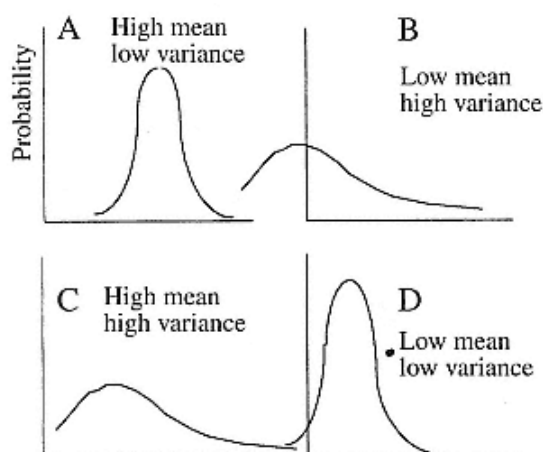 A
High mean
low variance
B
Low mean
high variance
Probability
C
High mean
high variance
D
Low mean
low variance